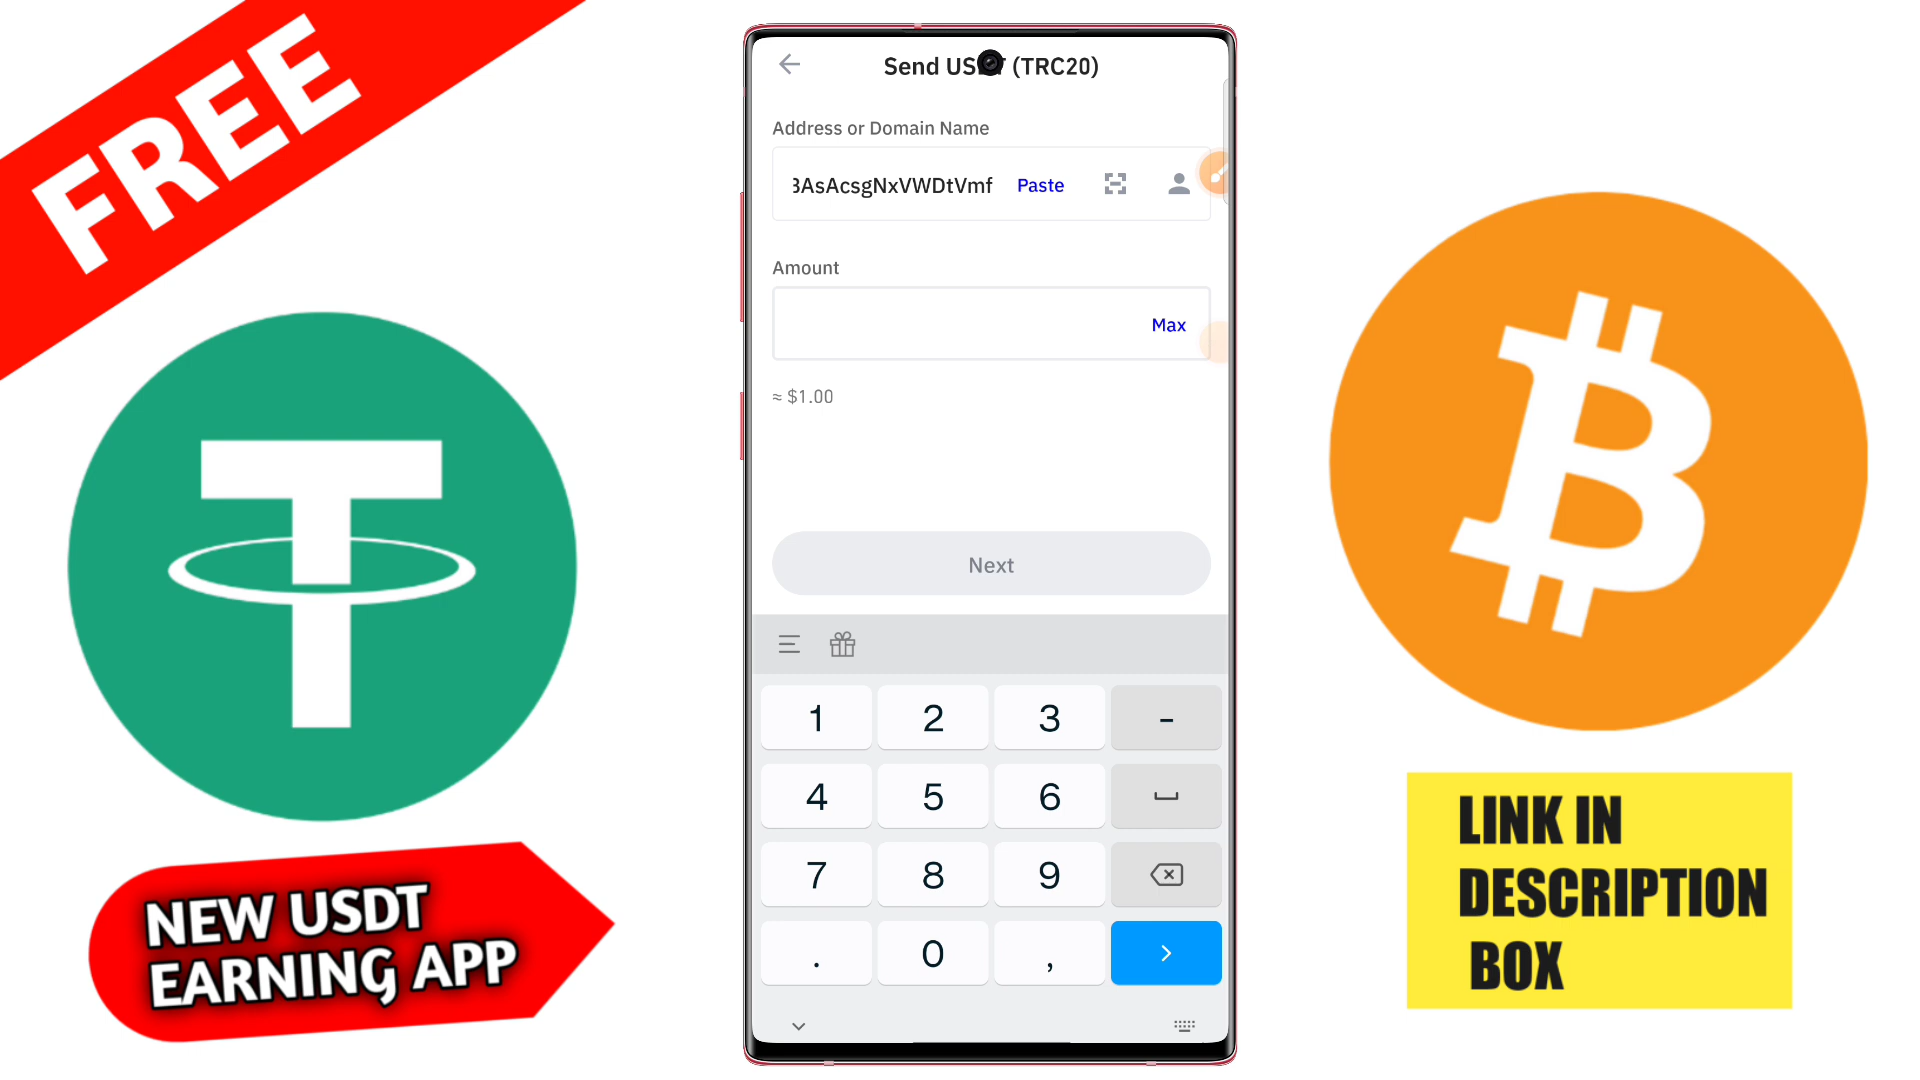 FREE
Send USDT (TRC20)
Address or Domain Name
3AsAcsgNxVWDtVmf Paste
Amount
Max
≈ $1.00
Next
1 2 3 -
4 5 6
7 8 9
. 0 ,
NEW USDT
EARNING APP
LINK IN
DESCRIPTION
BOX